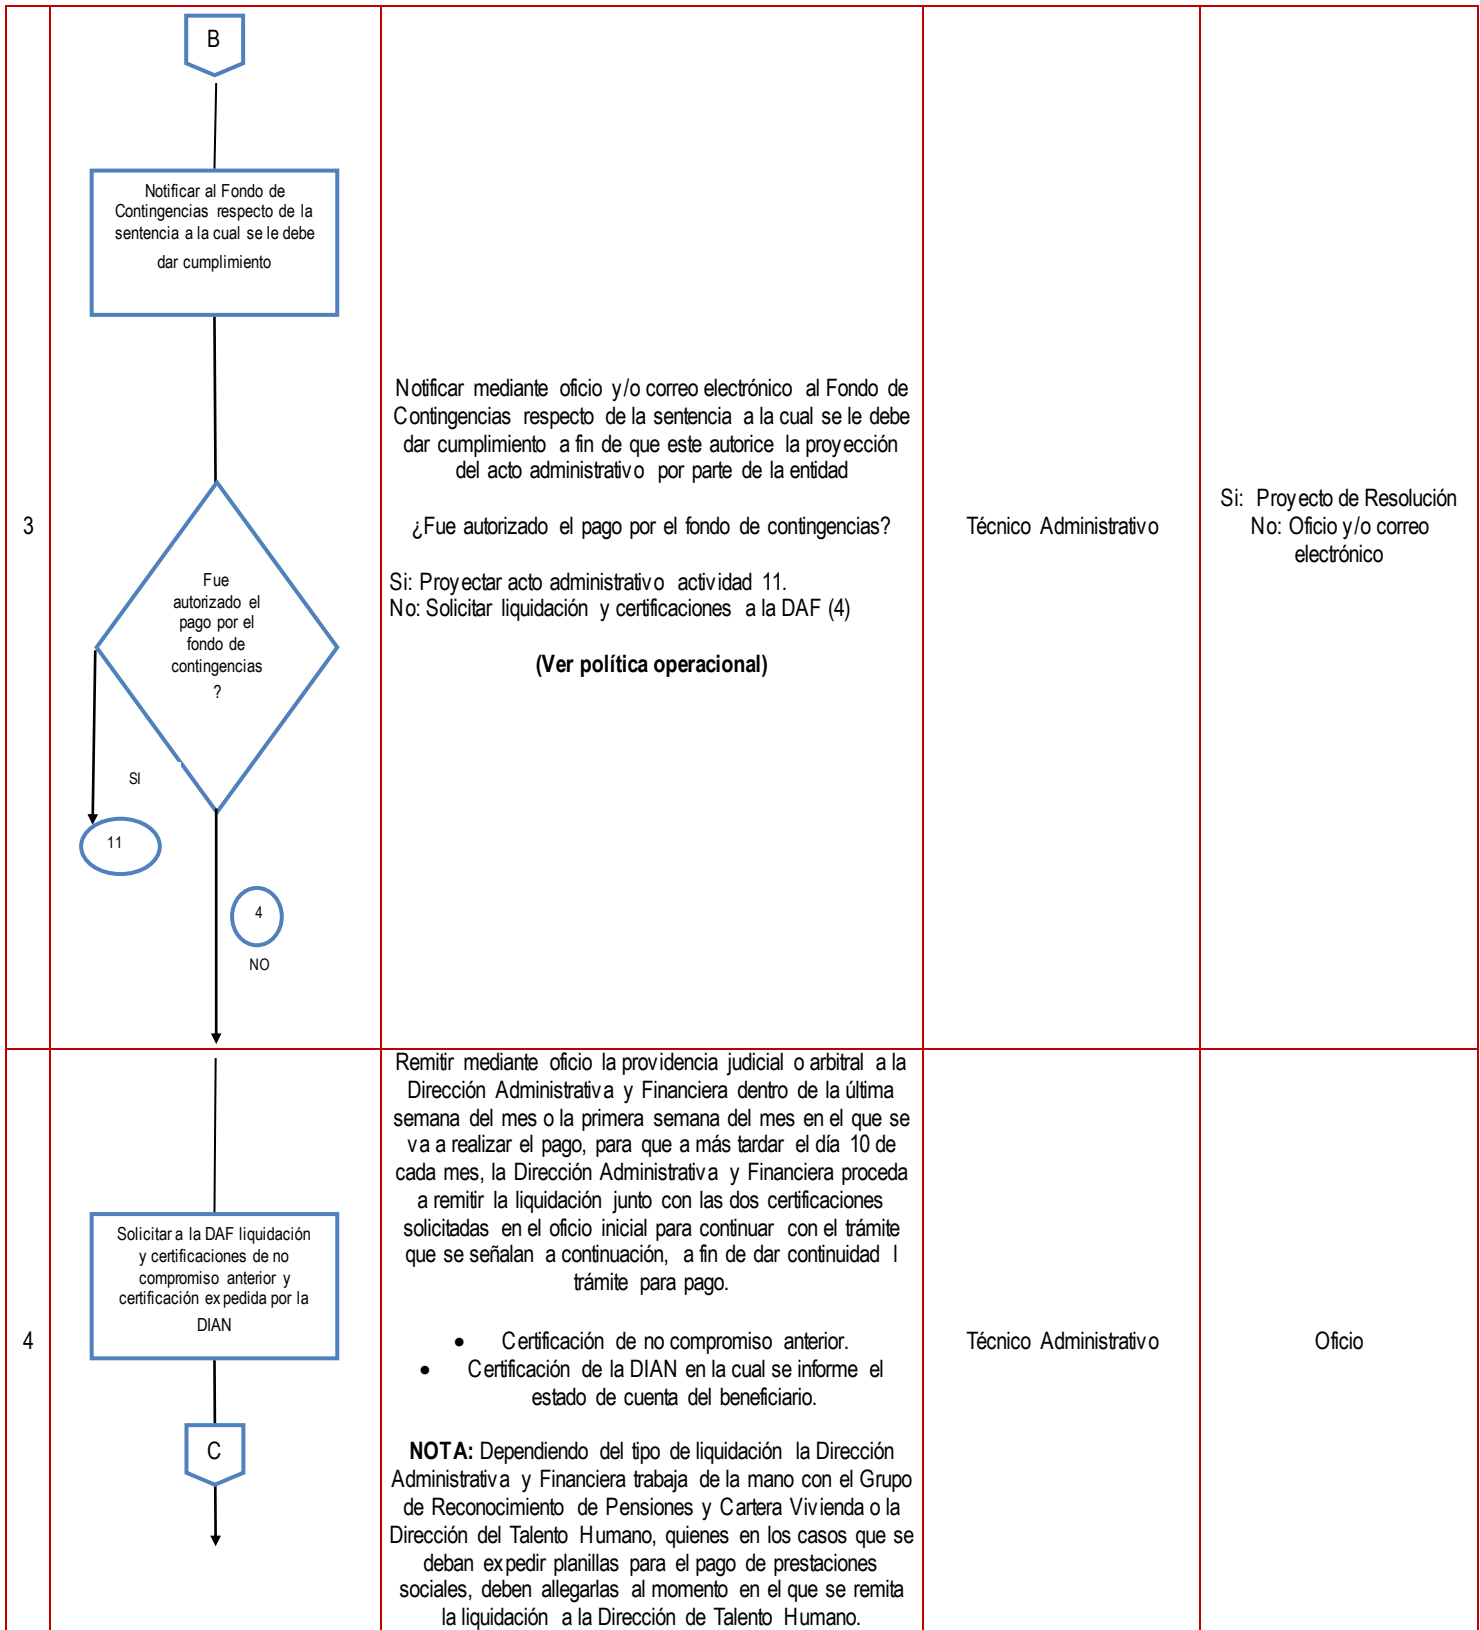 B
Notificar al Fondo de
Contingencias respecto de la
sentencia a la cual se le debe
dar cumplimiento
Fue
autorizado el
pago por el
fondo de
contingencias
?
SI
11
4
NO
3
Notificar mediante oficio y/o correo electrónico al Fondo de
Contingencias respecto de la sentencia a la cual se le debe
dar cumplimiento a fin de que este autorice la proyección
del acto administrativo por parte de la entidad
¿Fue autorizado el pago por el fondo de contingencias?
Si: Proyectar acto administrativo actividad 11.
No: Solicitar liquidación y certificaciones a la DAF (4)
(Ver política operacional)
Técnico Administrativo
Si: Proyecto de Resolución
No: Oficio y/o correo
electrónico
4
Solicitar a la DAF liquidación
y certificaciones de no
compromiso anterior y
certificación expedida por la
DIAN
C
Remitir mediante oficio la providencia judicial o arbitral a la
Dirección Administrativa y Financiera dentro de la última
semana del mes o la primera semana del mes en el que se
va a realizar el pago, para que a más tardar el día 10 de
cada mes, la Dirección Administrativa y Financiera proceda
a remitir la liquidación junto con las dos certificaciones
solicitadas en el oficio inicial para continuar con el trámite
que se señalan a continuación, a fin de dar continuidad l
trámite para pago.
• Certificación de no compromiso anterior.
• Certificación de la DIAN en la cual se informe el
estado de cuenta del beneficiario.
NOTA: Dependiendo del tipo de liquidación la Dirección
Administrativa y Financiera trabaja de la mano con el Grupo
de Reconocimiento de Pensiones y Cartera Vivienda o la
Dirección del Talento Humano, quienes en los casos que se
deban expedir planillas para el pago de prestaciones
sociales, deben allegarlas al momento en el que se remita
la liquidación a la Dirección de Talento Humano.
Técnico Administrativo
Oficio